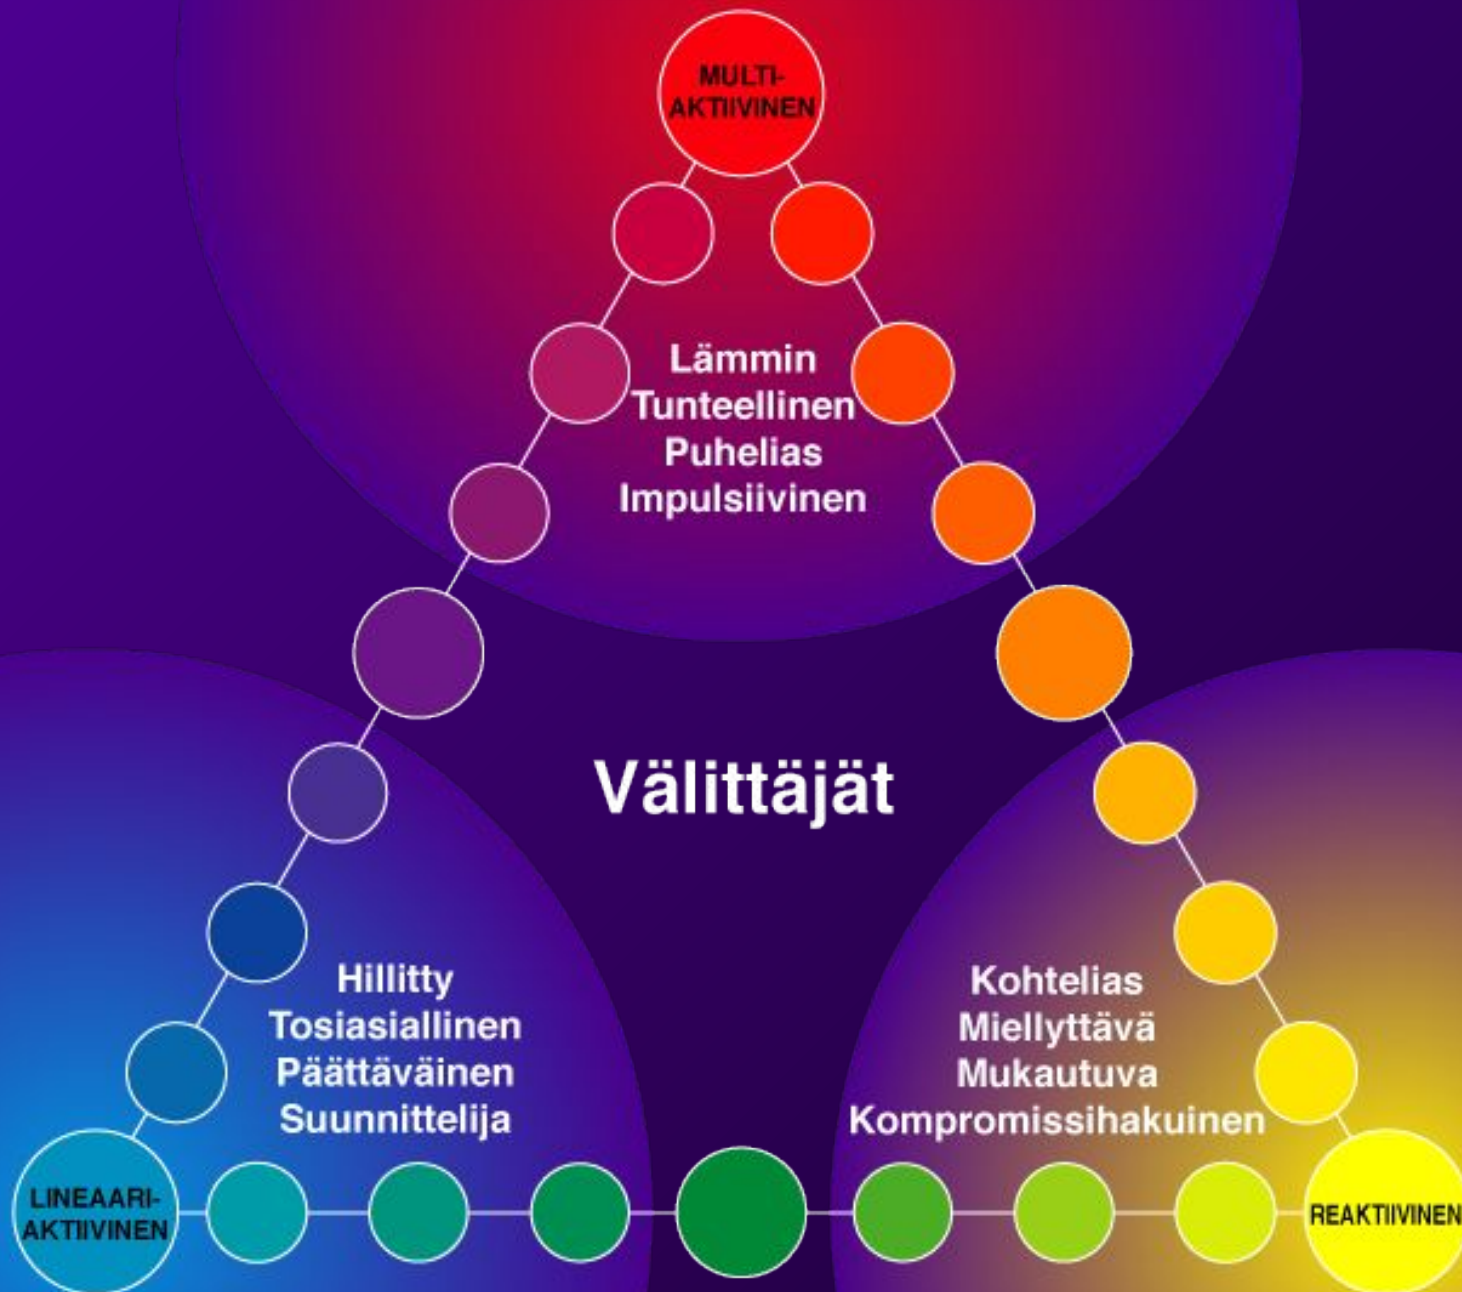 MULTI-
AKTIIVINEN
Lämmin
Tunteellinen
Puhelias
Impulsiivinen
Välittäjät
Hillitty
Tosiasiallinen
Päättäväinen
Suunnittelija
Kohtelias
Miellyttävä
Mukautuva
Kompromissihakuinen
LINEAARI-
AKTIIVINEN
REAKTIIVINEN